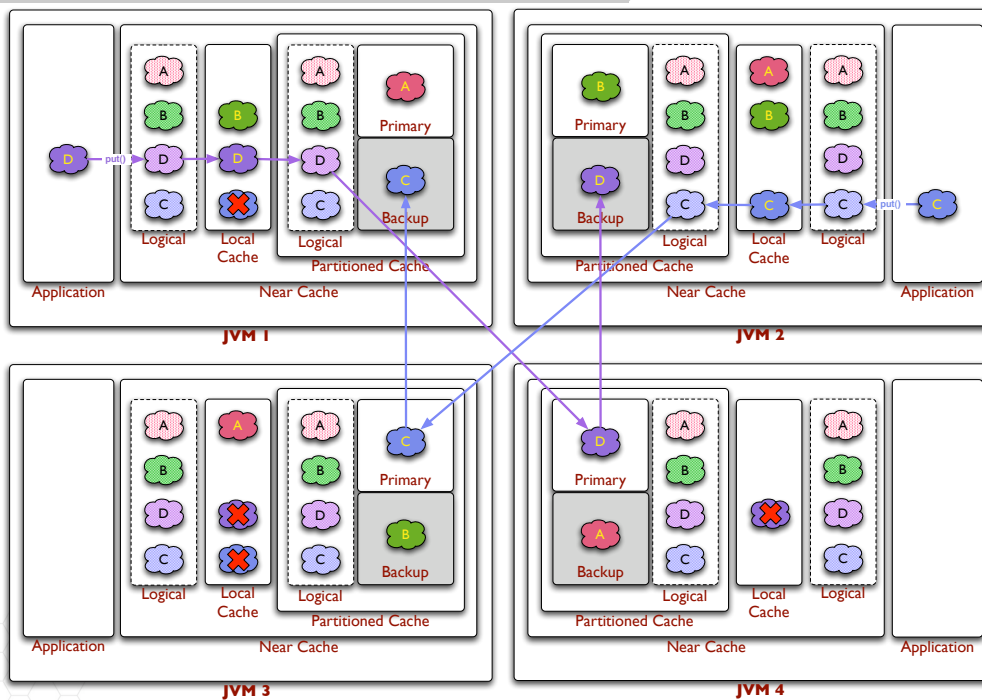 A
B
D
C
Logical
B
D
Local
Cache
A
B
D
C
Logical
A
Primary
C
Backup
Partitioned Cache
D
put()
Application
Near Cache
JVM 1
B
Primary
D
Backup
A
B
D
C
Logical
Partitioned Cache
A
B
C
Local
Cache
A
B
D
C
Logical
put()
C
Near Cache
Application
JVM 2
A
B
D
C
Logical
A
Local
Cache
A
B
D
C
Logical
C
Primary
B
Backup
Partitioned Cache
Application
Near Cache
JVM 3
D
Primary
A
Backup
A
B
D
C
Logical
Partitioned Cache
Local
Cache
A
B
D
C
Logical
Near Cache
Application
JVM 4